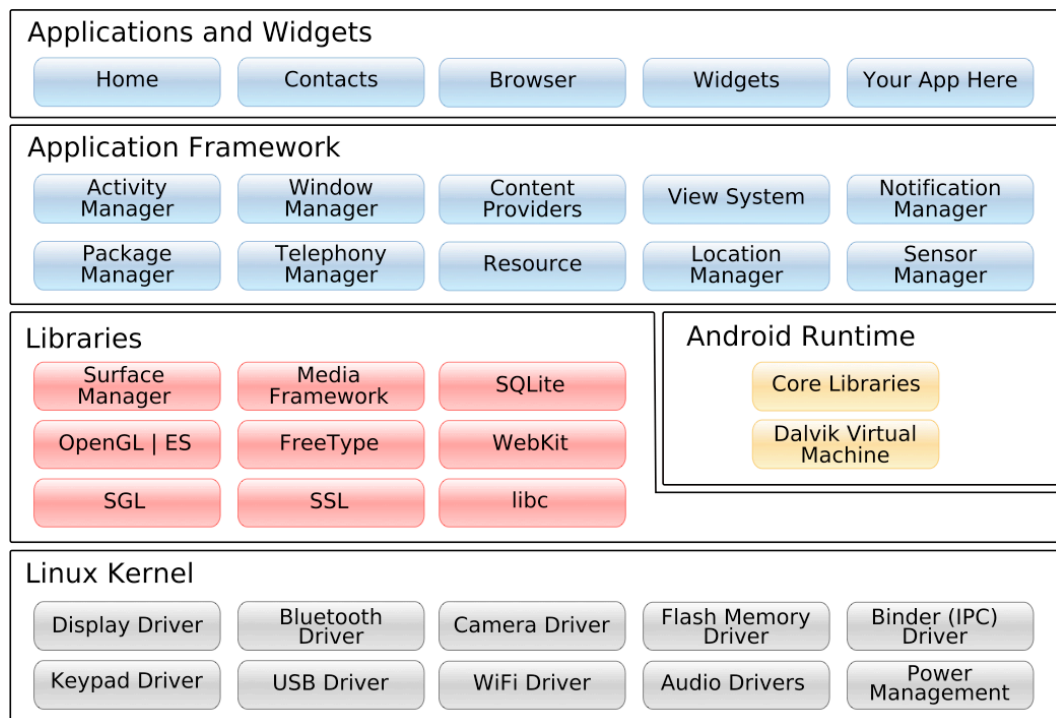 Applications and Widgets
Home
Contacts
Browser
Widgets
Your App Here
Application Framework
Activity
Manager
Window
Manager
Content
Providers
View System
Notification
Manager
Package
Manager
Telephony
Manager
Resource
Location
Manager
Sensor
Manager
Libraries
Surface
Manager
Media
Framework
SQLite
OpenGL | ES
FreeType
WebKit
SGL
SSL
libc
Android Runtime
Core Libraries
Dalvik Virtual
Machine
Linux Kernel
Display Driver
Bluetooth
Driver
Camera Driver
Flash Memory
Driver
Binder (IPC)
Driver
Keypad Driver
USB Driver
WiFi Driver
Audio Drivers
Power
Management